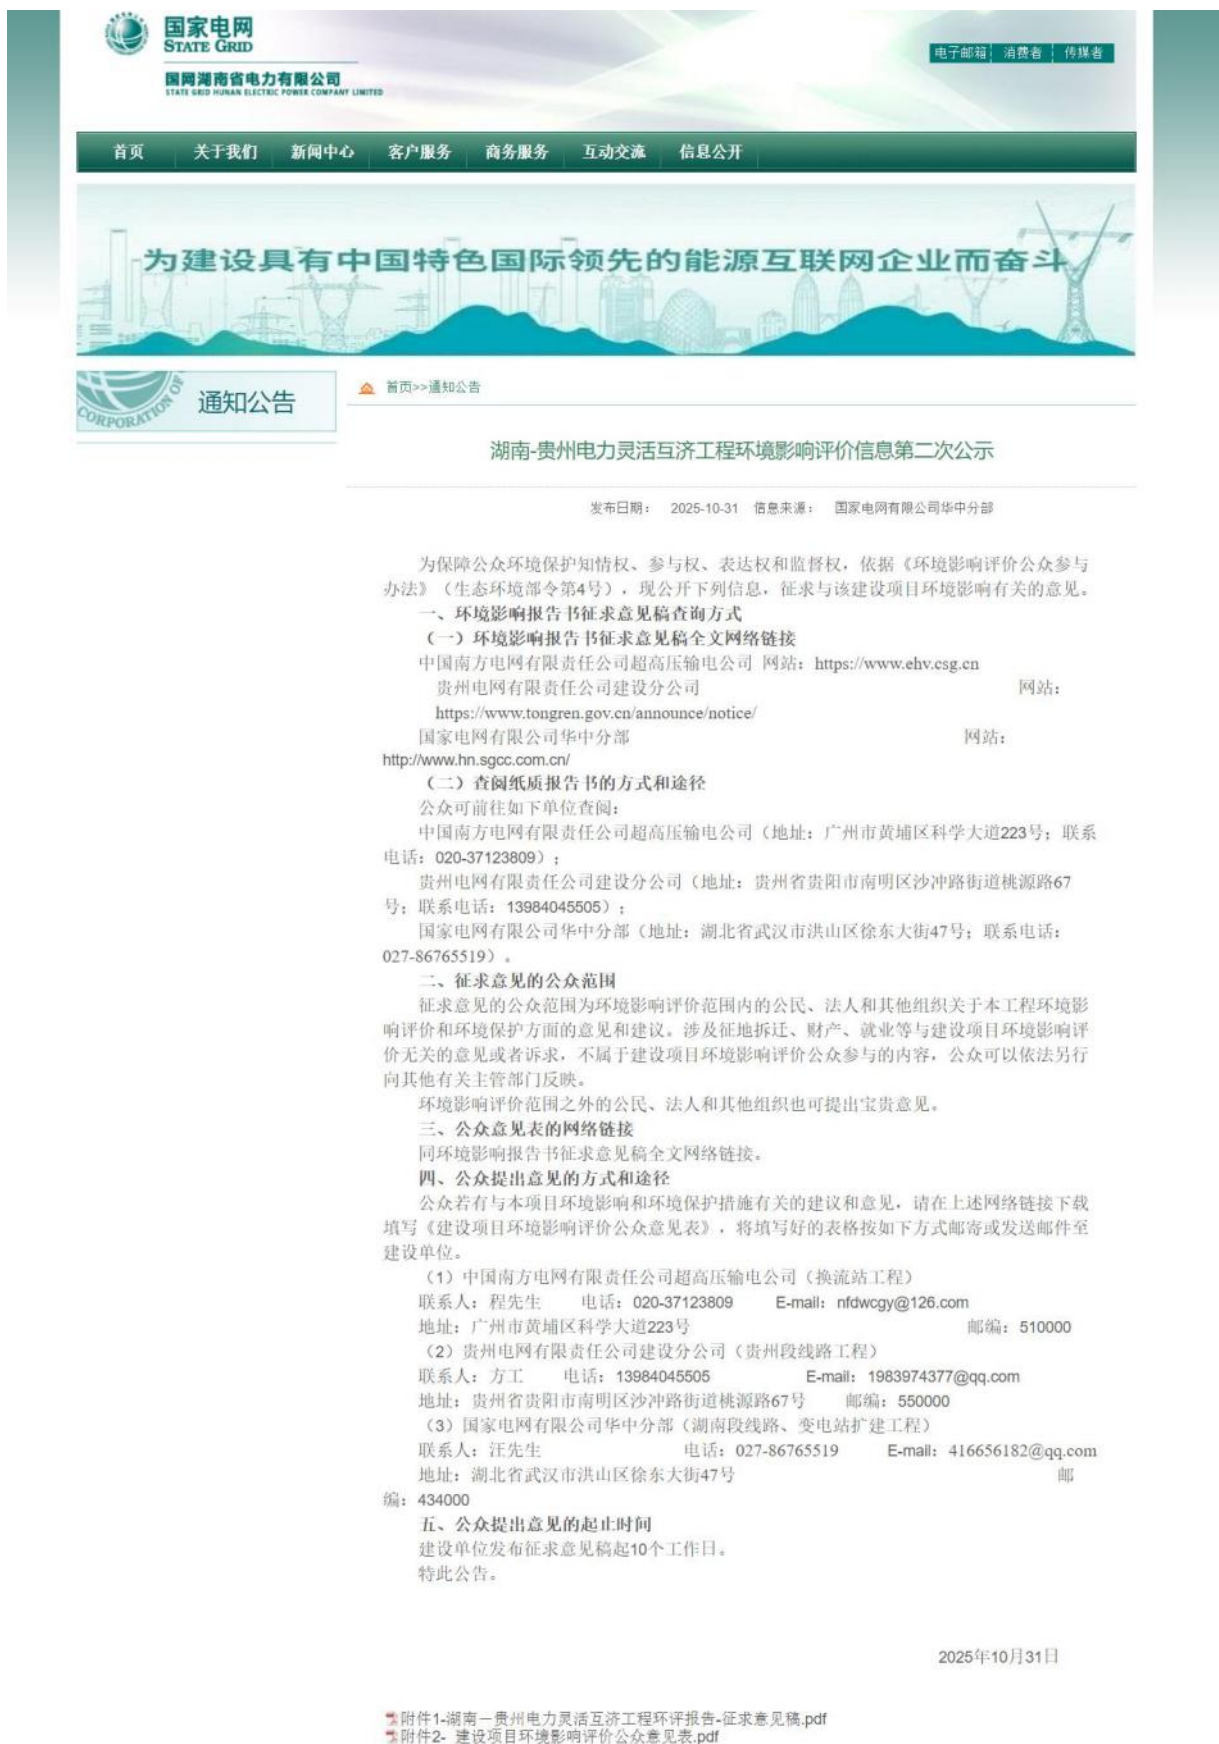 国家电网
STATE GRID
国网湖南省电力有限公司
STATE GRID HUNAN ELECTRIC POWER COMPANY LIMITED
电子邮箱 消费者 传媒者
首页 关于我们 新闻中心 客户服务 商务服务 互动交流 信息公开
为建设具有中国特色国际领先的能源互联网企业而奋斗
CORPORATION OF
通知公告
首页>>通知公告
湖南-贵州电力灵活互济工程环境影响评价信息第二次公示
发布日期： 2025-10-31 信息来源： 国家电网有限公司华中分部
为保障公众环境保护知情权、参与权、表达权和监督权，依据《环境影响评价公众参与
办法》（生态环境部令第4号），现公开下列信息，征求与该建设项目环境影响有关的意见。
一、环境影响报告书征求意见稿查询方式
（一）环境影响报告书征求意见稿全文网络链接
中国南方电网有限责任公司超高压输电公司 网站：https://www.ehv.csg.cn
贵州电网有限责任公司建设分公司 网站：
https://www.tongren.gov.cn/announce/notice/
国家电网有限公司华中分部 网站：
http://www.hn.sgcc.com.cn/
（二）查阅纸质报告书的方式和途径
公众可前往如下单位查阅：
中国南方电网有限责任公司超高压输电公司（地址：广州市黄埔区科学大道223号；联系
电话：020-37123809）；
贵州电网有限责任公司建设分公司（地址：贵州省贵阳市南明区沙冲路街道桃源路67
号；联系电话：13984045505）；
国家电网有限公司华中分部（地址：湖北省武汉市洪山区徐东大街47号；联系电话：
027-86765519）。
二、征求意见的公众范围
征求意见的公众范围为环境影响评价范围内的公民、法人和其他组织关于本工程环境影
响评价和环境保护方面的意见和建议。涉及征地拆迁、财产、就业等与建设项目环境影响评
价无关的意见或者诉求，不属于建设项目环境影响评价公众参与的内容，公众可以依法另行
向其他有关主管部门反映。
环境影响评价范围之外的公民、法人和其他组织也可提出宝贵意见。
三、公众意见表的网络链接
同环境影响报告书征求意见稿全文网络链接。
四、公众提出意见的方式和途径
公众若有与本项目环境影响和环境保护措施有关的建议和意见，请在上述网络链接下载
填写《建设项目环境影响评价公众意见表》，将填写好的表格按如下方式邮寄或发送邮件至
建设单位。
（1）中国南方电网有限责任公司超高压输电公司（换流站工程）
联系人：程先生 电话：020-37123809 E-mail：nfdwcgy@126.com
地址：广州市黄埔区科学大道223号 邮编：510000
（2）贵州电网有限责任公司建设分公司（贵州段线路工程）
联系人：方工 电话：13984045505 E-mail：1983974377@qq.com
地址：贵州省贵阳市南明区沙冲路街道桃源路67号 邮编：550000
（3）国家电网有限公司华中分部（湖南段线路、变电站扩建工程）
联系人：汪先生 电话：027-86765519 E-mail：416656182@qq.com
地址：湖北省武汉市洪山区徐东大街47号 邮
编：434000
五、公众提出意见的起止时间
建设单位发布征求意见稿起10个工作日。
特此公告。
2025年10月31日
附件1-湖南－贵州电力灵活互济工程环评报告-征求意见稿.pdf
附件2- 建设项目环境影响评价公众意见表.pdf